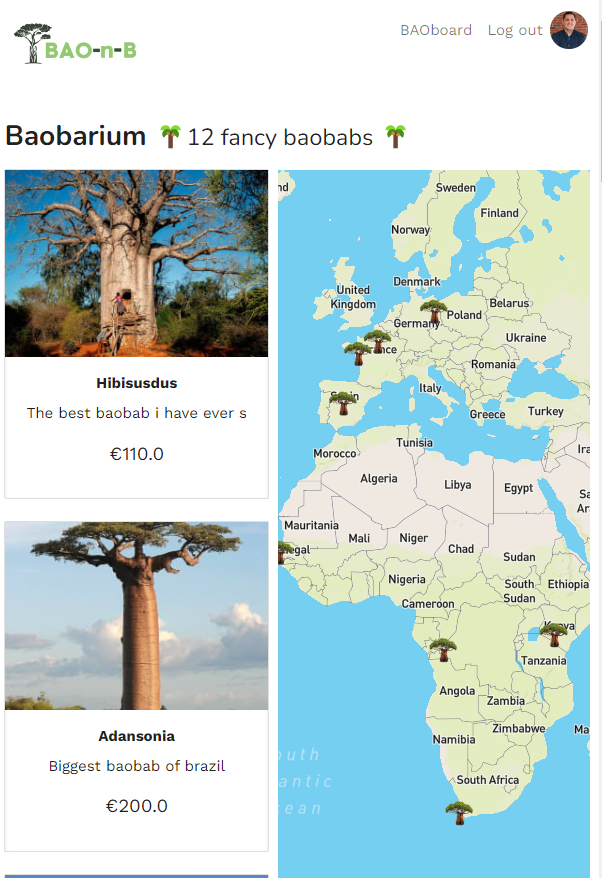 BAO-n-B
BAOboard Log out
Baobarium 12 fancy baobabs
Hibisusdus
The best baobab i have ever s
€110.0
Adansonia
Biggest baobab of brazil
€200.0
nd
Sweden
Finland
Norway
Denmark
United
Kingdom
Belarus
Germany
Poland
nce
Ukraine
Romania
Italy
Greece
Turkey
Tunisia
Morocco
Ira
Algeria
Libya
Egypt
Sa
Ar
Mauritania
Mali
Niger
Chad
Sudan
egal
Nigeria
South
Sudan
Ethiopia
Cameroon
Tanzania
Angola
Zambia
Zimbabwe
Ma
Namibia
South Africa
outh
antic
ean